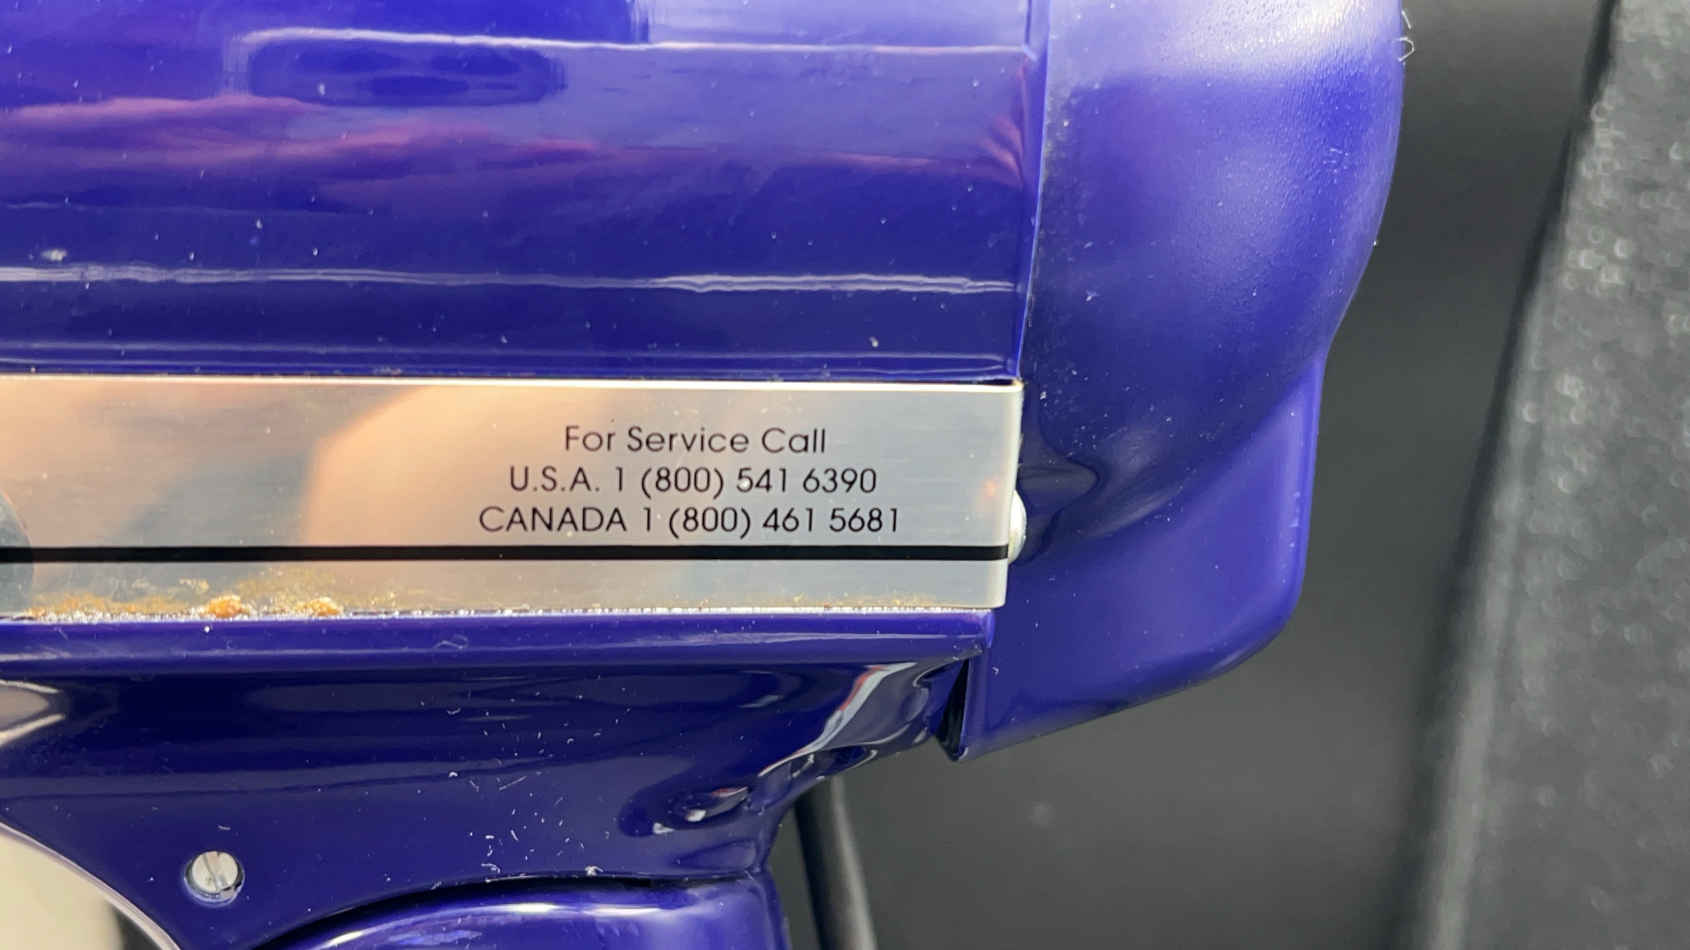 For Service Call
U.S.A. 1 (800) 541 6390
CANADA 1 (800) 461 5681